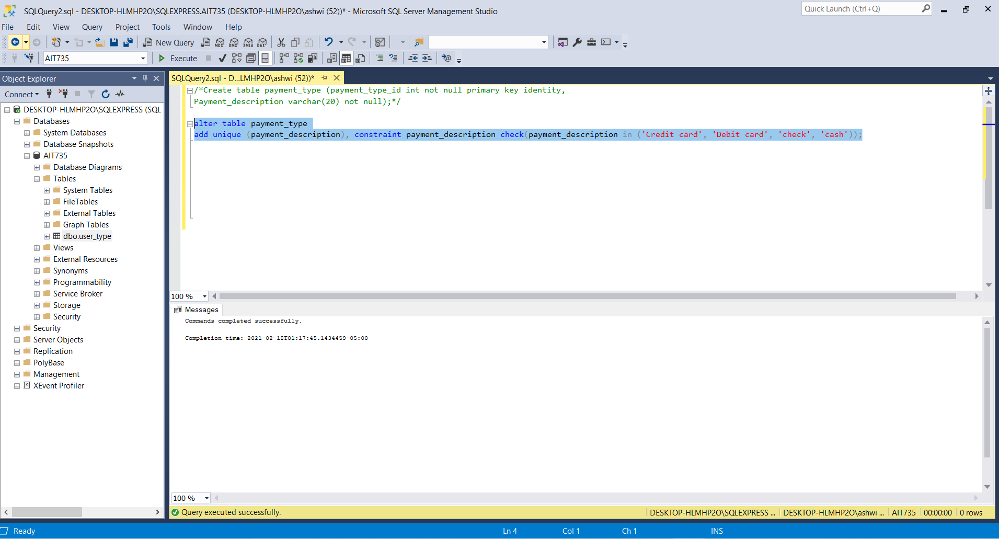 SQLQuery2.sql - DESKTOP-HLMHP2O\SQLEXPRESS.AIT735 (DESKTOP-HLMHP2O\ashwi (52))* - Microsoft SQL Server Management Studio
Quick Launch (Ctrl+Q)
File Edit View Query Project Tools Window Help
New Query
MDX DMX XMLA DAX
AIT735
Execute
Object Explorer
SQLQuery2.sql - D...LMHP2O\ashwi (52))*
Connect
DESKTOP-HLMHP2O\SQLEXPRESS (SQL
Databases
System Databases
Database Snapshots
AIT735
Database Diagrams
Tables
System Tables
FileTables
External Tables
Graph Tables
dbo.user_type
Views
External Resources
Synonyms
Programmability
Service Broker
Storage
Security
Security
Server Objects
Replication
PolyBase
Management
XEvent Profiler
/*Create table payment_type (payment_type_id int not null primary key identity,
Payment_description varchar(20) not null);*/
alter table payment_type
add unique (payment_description), constraint payment_description check(payment_description in ('Credit card', 'Debit card', 'check', 'cash'));
100 %
Messages
Commands completed successfully.
Completion time: 2021-02-18T01:17:45.1434459-05:00
100 %
Query executed successfully.
DESKTOP-HLMHP2O\SQLEXPRESS ... DESKTOP-HLMHP2O\ashwi ... AIT735 00:00:00 0 rows
Ready Ln 4 Col 1 Ch 1 INS